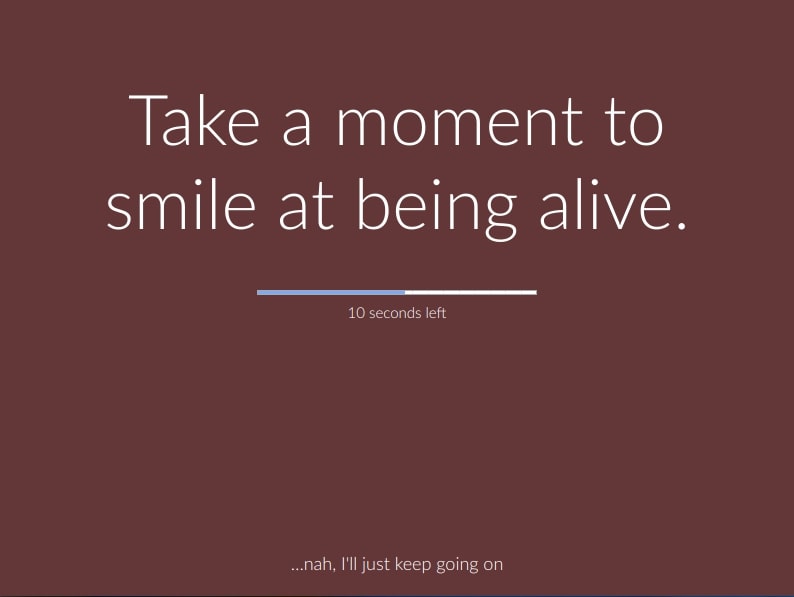 Take a moment to
smile at being alive.
10 seconds left
...nah, I'll just keep going on